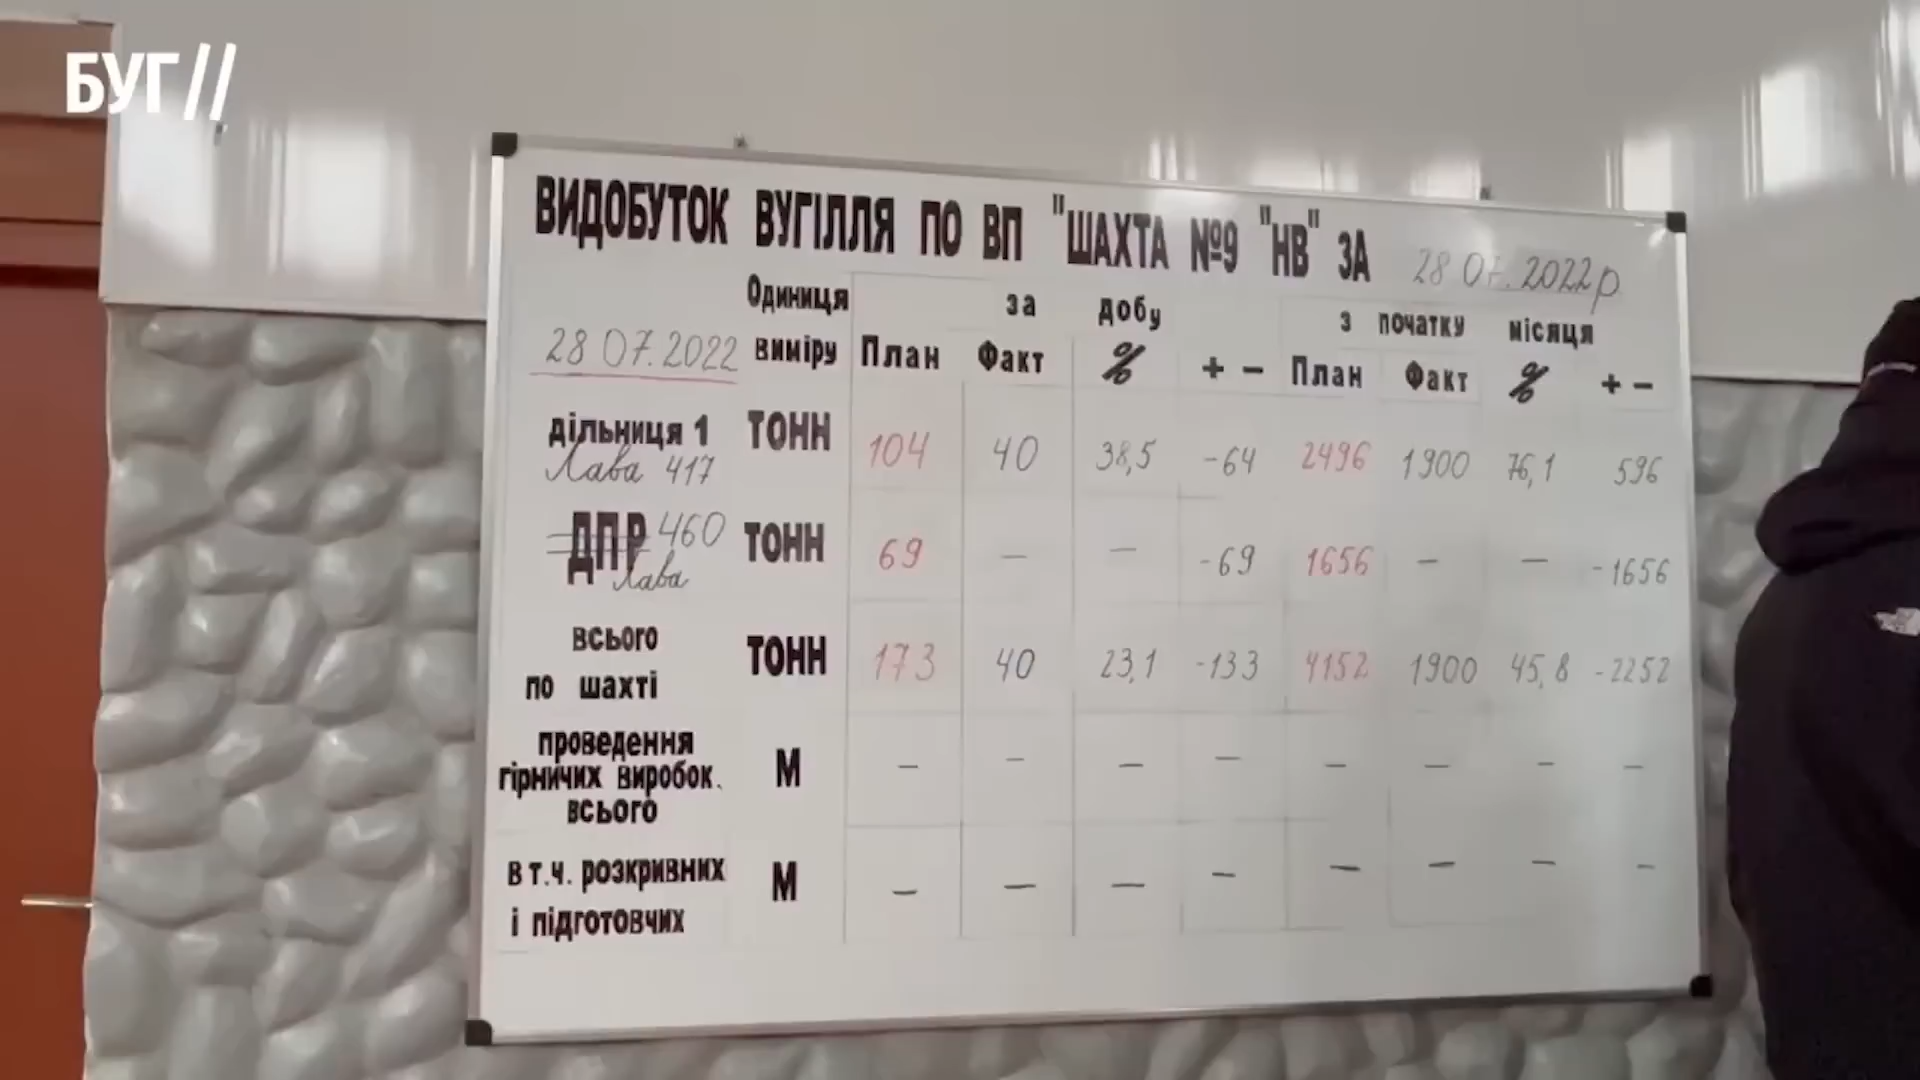 БУГ//
ВИДОБУТОК ВУГІЛЛЯ ПО ВП "ШАХТА №9 "НВ" ЗА 28 07.2022р
28 07.2022 Одиниця виміру за добу з початку місяця
План Факт % + - План Факт % + -
дільниця 1 Лава 417 ТОНН 104 40 38,5 -64 2496 1900 76,1 596
ДПР 460 Лава ТОНН 69 — — -69 1656 — — -1656
всього по шахті ТОНН 173 40 23,1 -133 4152 1900 45,8 -2252
проведення гірничих виробок. всього М — — — — — — — —
в т.ч. розкривних і підготовчих М — — — — — — — —